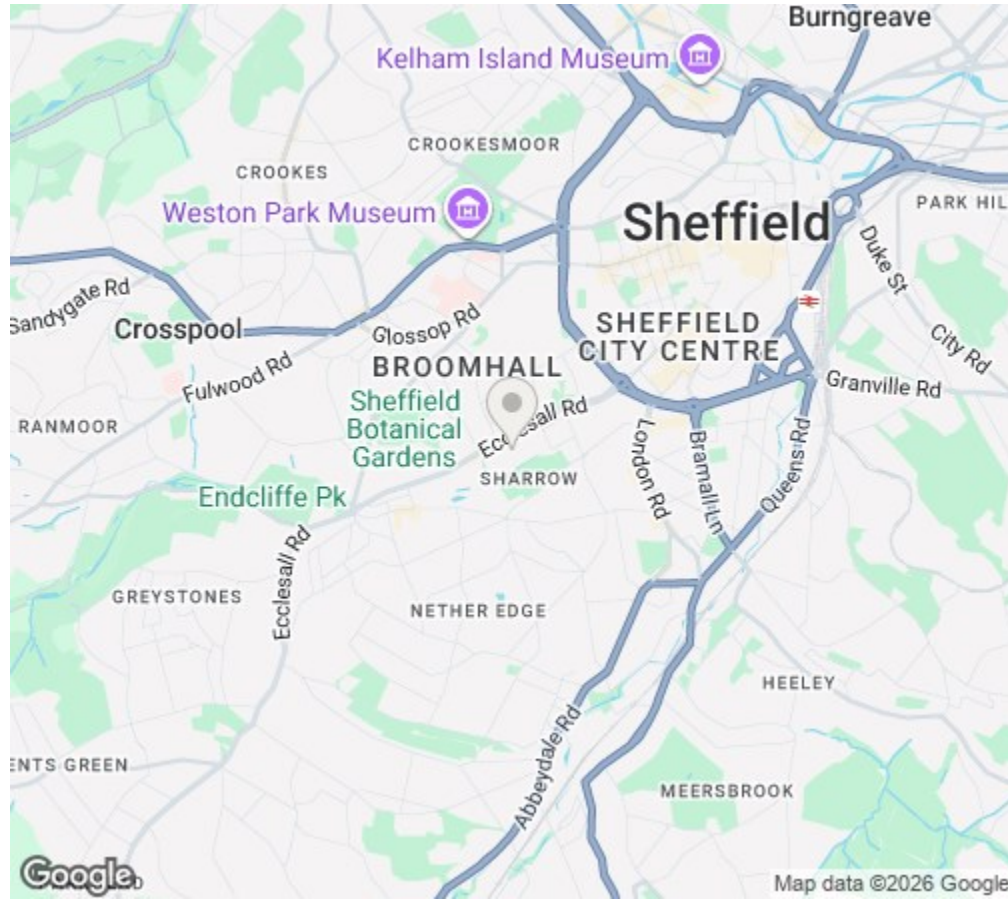 Burngreave
Kelham Island Museum
CROOKESMOOR
CROOKES
Weston Park Museum
Sheffield
PARK HIL
Duke St
Sandygate Rd
Crosspool
Glossop Rd
SHEFFIELD
CITY CENTRE
City Rd
Fulwood Rd
BROOMHALL
Granville Rd
Sheffield
Botanical
Gardens
Ecclesall Rd
RANMOOR
London Rd
Bramall Ln
Queens Rd
SHARROW
Endcliffe Pk
Ecclesall Rd
GREYSTONES
NETHER EDGE
HEELEY
Abbeydale Rd
ENTS GREEN
MEERSBROOK
Google
Map data ©2026 Google